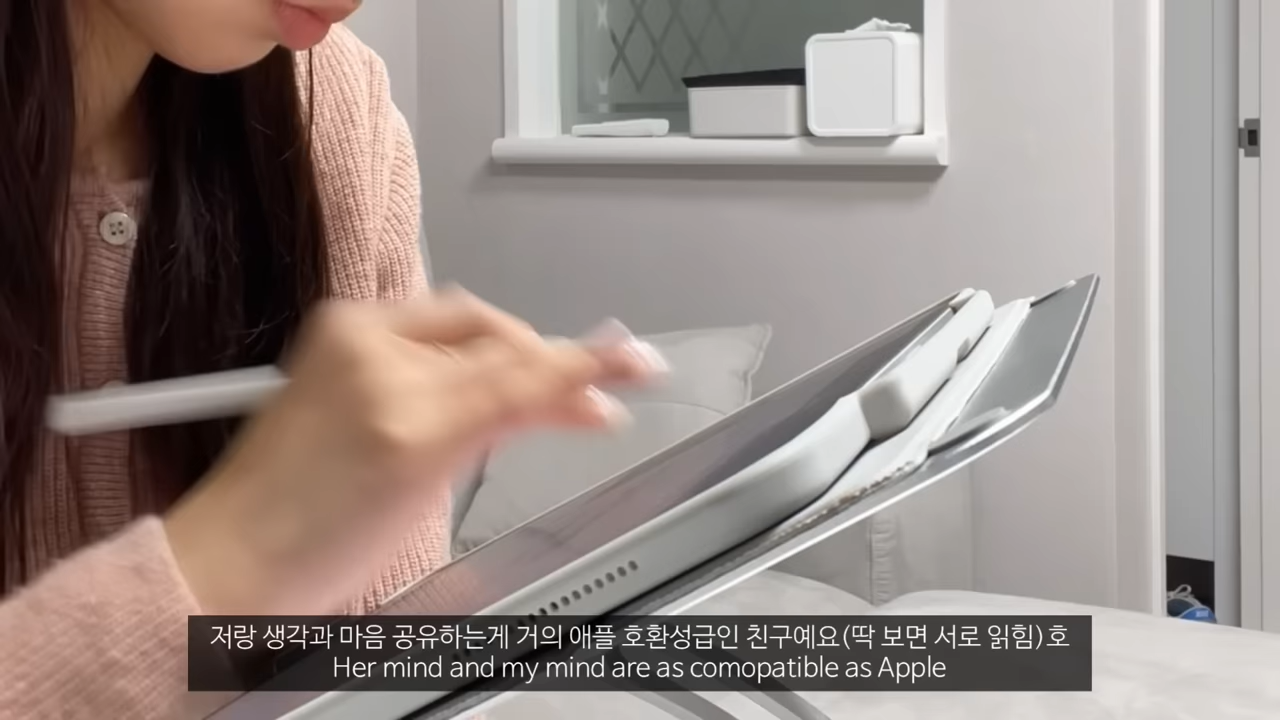 저랑 생각과 마음 공유하는게 거의 애플 호환성급인 친구예요(딱 보면 서로 읽힘)호
Her mind and my mind are as comopatible as Apple